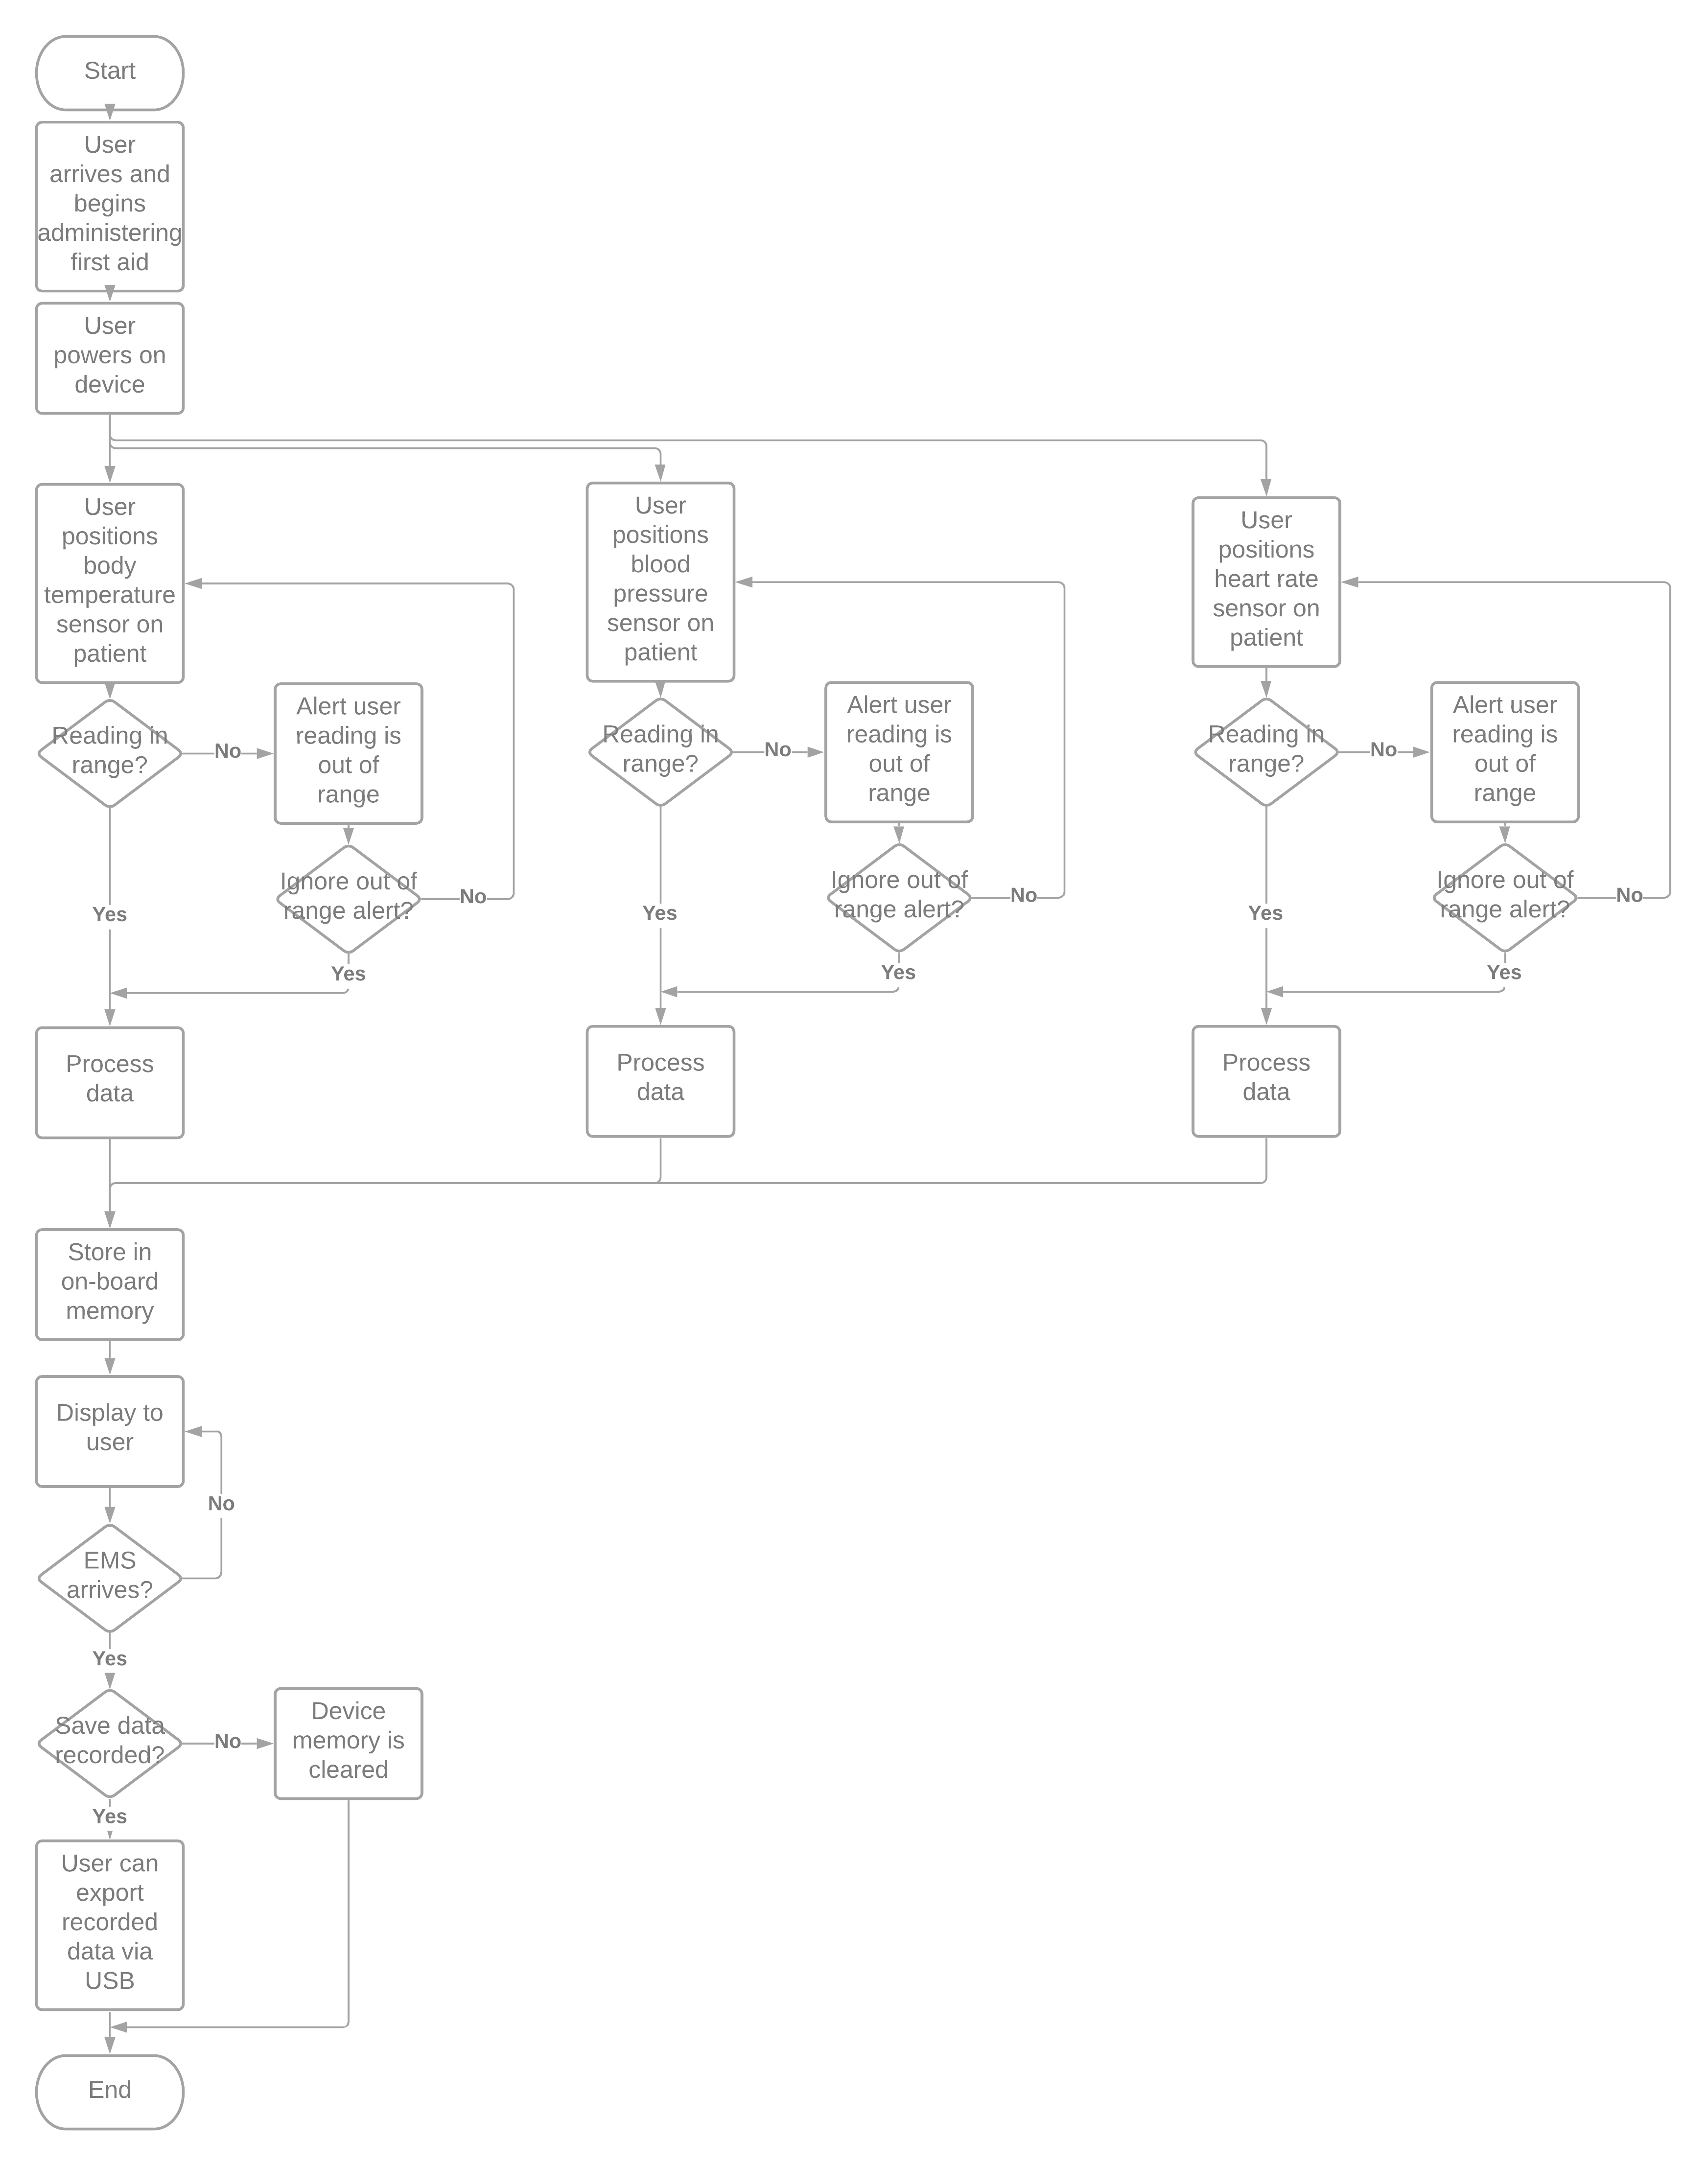 Start
User
arrives and
begins
administering
first aid
User
powers on
device
User
positions
body
temperature
sensor on
patient
Reading in
range?
No
Alert user
reading is
out of
range
Ignore out of
range alert?
No
Yes
Yes
Process
data
User
positions
blood
pressure
sensor on
patient
Reading in
range?
No
Alert user
reading is
out of
range
Ignore out of
range alert?
No
Yes
Yes
Process
data
User
positions
heart rate
sensor on
patient
Reading in
range?
No
Alert user
reading is
out of
range
Ignore out of
range alert?
No
Yes
Yes
Process
data
Store in
on-board
memory
Display to
user
No
EMS
arrives?
Yes
Save data
recorded?
No
Device
memory is
cleared
Yes
User can
export
recorded
data via
USB
End